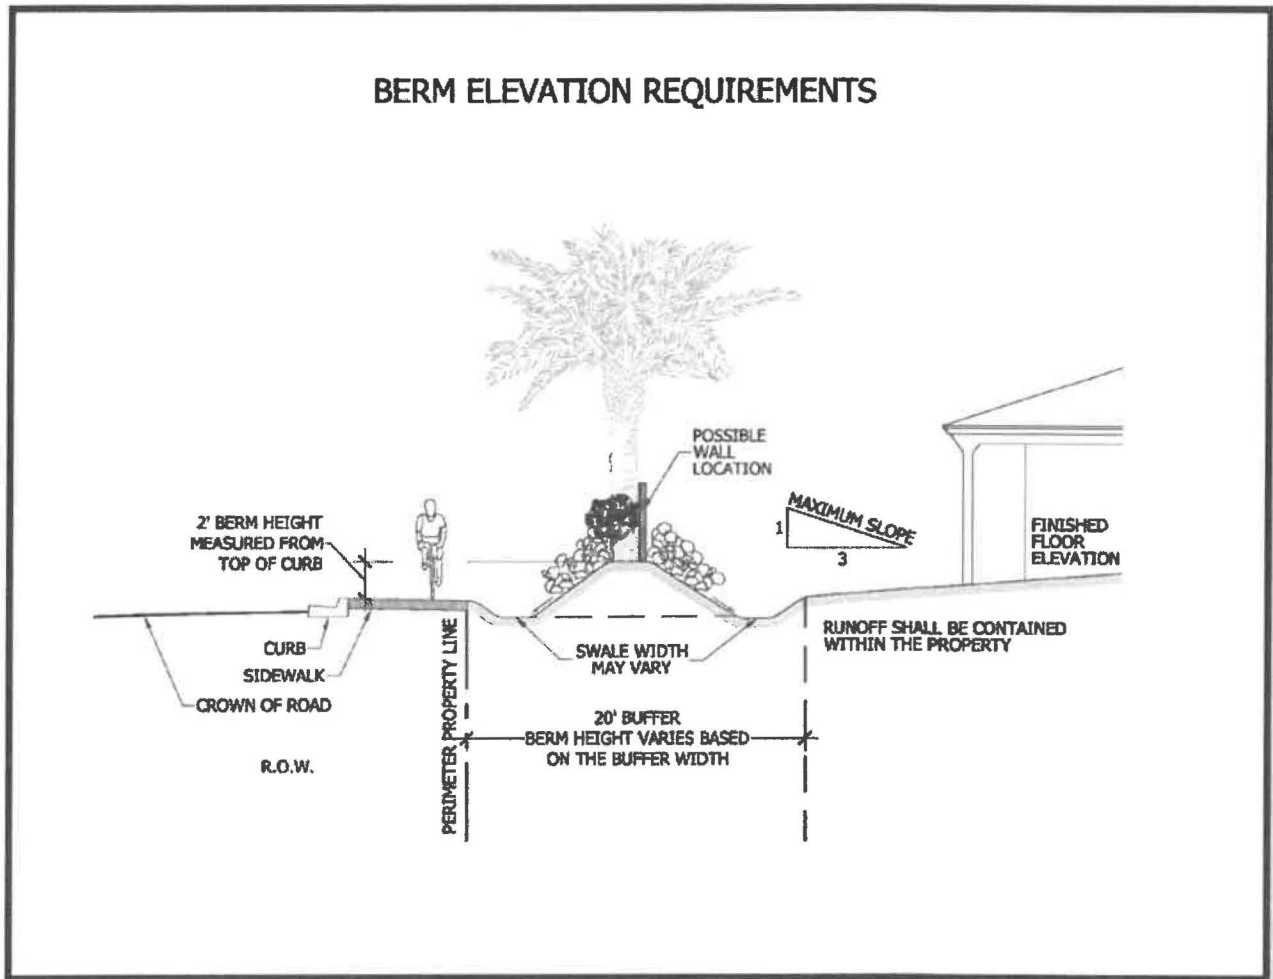 BERM ELEVATION REQUIREMENTS
POSSIBLE
WALL
LOCATION
2' BERM HEIGHT
MEASURED FROM
TOP OF CURB
MAXIMUM SLOPE
1
3
FINISHED
FLOOR
ELEVATION
CURB
SIDEWALK
CROWN OF ROAD
R.O.W.
PERIMETER PROPERTY LINE
SWALE WIDTH
MAY VARY
RUNOFF SHALL BE CONTAINED
WITHIN THE PROPERTY
20' BUFFER
BERM HEIGHT VARIES BASED
ON THE BUFFER WIDTH